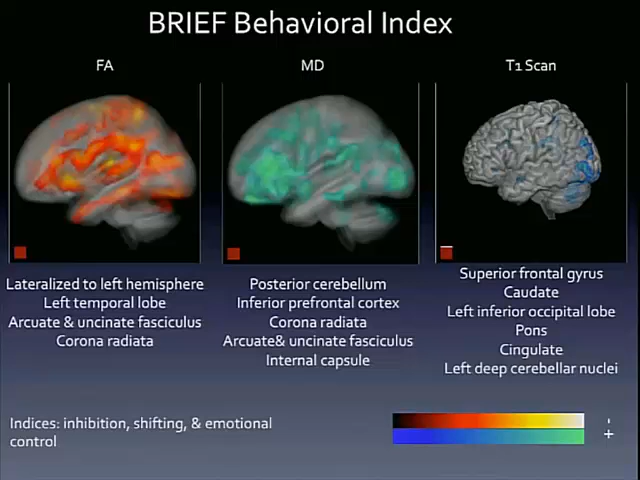 BRIEF Behavioral Index
FA
MD
T1 Scan
Lateralized to left hemisphere
Left temporal lobe
Arcuate & uncinate fasciculus
Corona radiata
Posterior cerebellum
Inferior prefrontal cortex
Corona radiata
Arcuate& uncinate fasciculus
Internal capsule
Superior frontal gyrus
Caudate
Left inferior occipital lobe
Pons
Cingulate
Left deep cerebellar nuclei
Indices: inhibition, shifting, & emotional
control
-
+